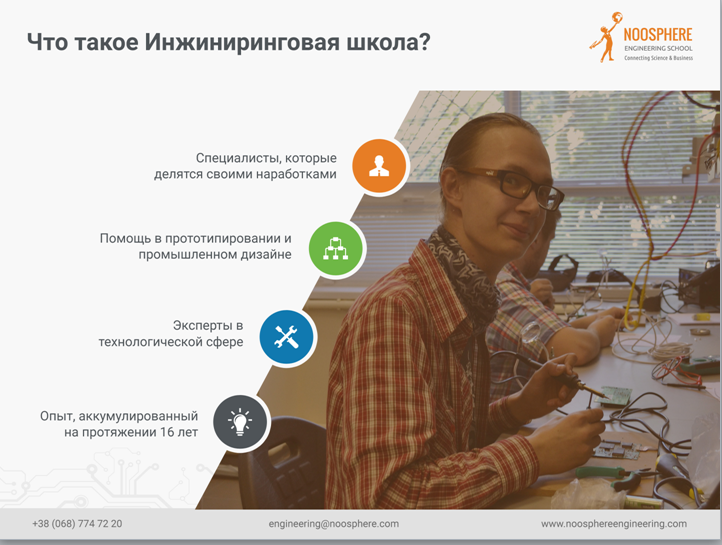 Что такое Инжиниринговая школа?
NOOSPHERE
ENGINEERING SCHOOL
Connecting Science & Business
Специалисты, которые
делятся своими наработками
Помощь в прототипировании и
промышленном дизайне
Эксперты в
технологической сфере
Опыт, аккумулированный
на протяжении 16 лет
+38 (068) 774 72 20
engineering@noosphere.com
www.noosphereengineering.com